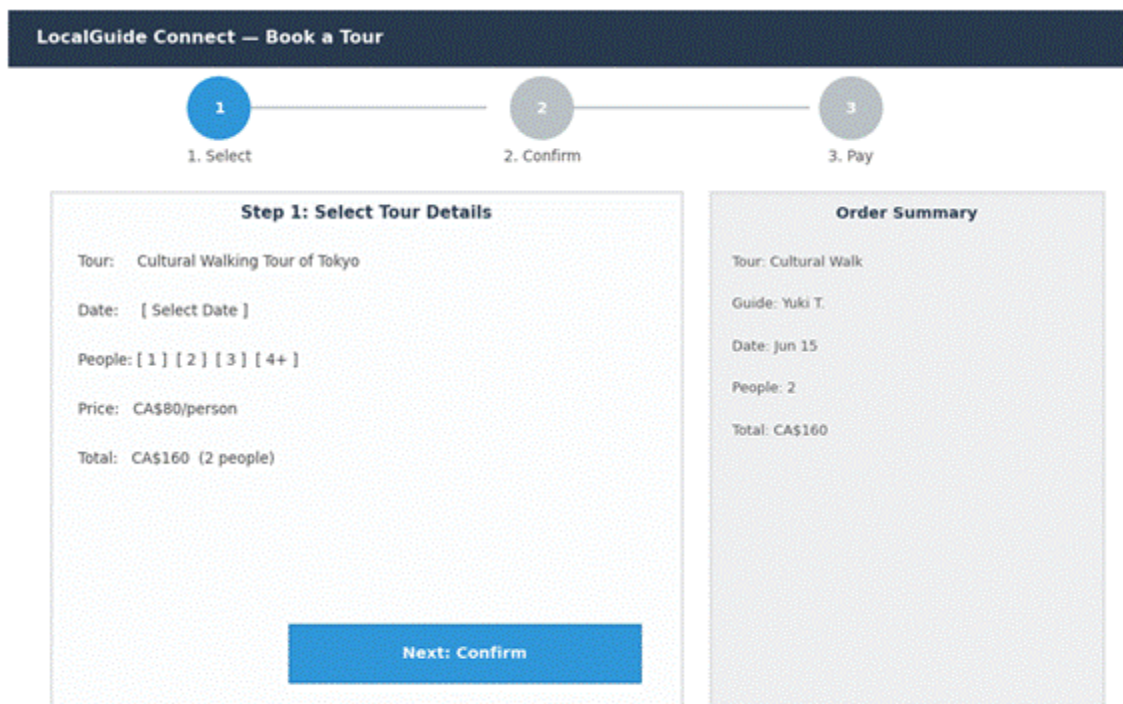 LocalGuide Connect — Book a Tour
1
2
3
1. Select
2. Confirm
3. Pay
Step 1: Select Tour Details
Tour: Cultural Walking Tour of Tokyo
Date: [ Select Date ]
People: [ 1 ] [ 2 ] [ 3 ] [ 4+ ]
Price: CA$80/person
Total: CA$160 (2 people)
Next: Confirm
Order Summary
Tour: Cultural Walk
Guide: Yuki T.
Date: Jun 15
People: 2
Total: CA$160